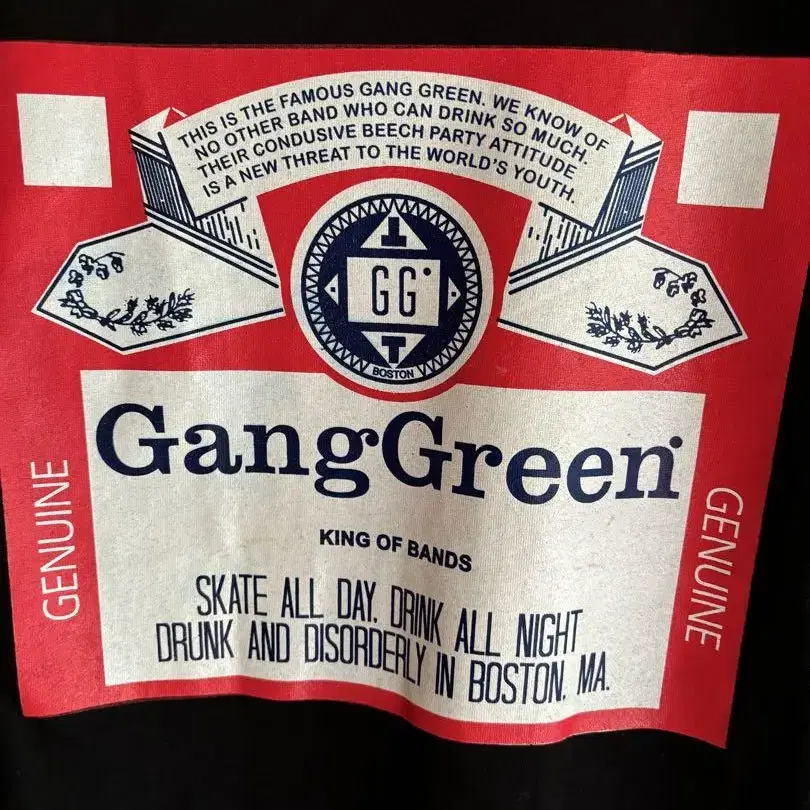 THIS IS THE FAMOUS GANG GREEN. WE KNOW OF
NO OTHER BAND WHO CAN DRINK SO MUCH.
THEIR CONDUSIVE BEECH PARTY ATTITUDE
IS A NEW THREAT TO THE WORLD'S YOUTH.
GG
BOSTON
GangGreen
GENUINE
GENUINE
KING OF BANDS
SKATE ALL DAY. DRINK ALL NIGHT
DRUNK AND DISORDERLY IN BOSTON, MA.